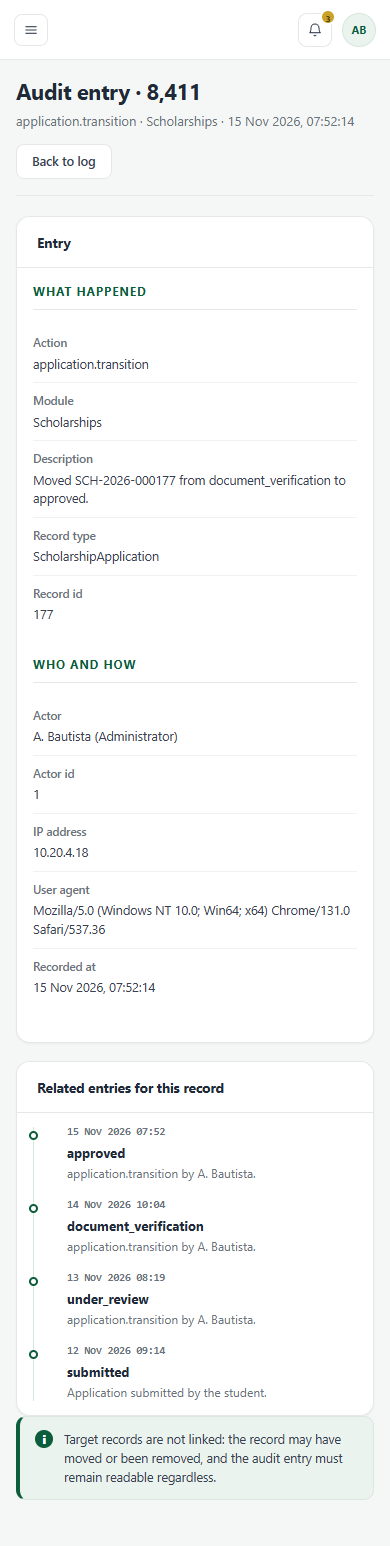 3
AB
Audit entry · 8,411
application.transition · Scholarships · 15 Nov 2026, 07:52:14
Back to log
Entry
WHAT HAPPENED
Action
application.transition
Module
Scholarships
Description
Moved SCH-2026-000177 from document_verification to
approved.
Record type
ScholarshipApplication
Record id
177
WHO AND HOW
Actor
A. Bautista (Administrator)
Actor id
1
IP address
10.20.4.18
User agent
Mozilla/5.0 (Windows NT 10.0; Win64; x64) Chrome/131.0
Safari/537.36
Recorded at
15 Nov 2026, 07:52:14
Related entries for this record
15 Nov 2026 07:52
approved
application.transition by A. Bautista.
14 Nov 2026 10:04
document_verification
application.transition by A. Bautista.
13 Nov 2026 08:19
under_review
application.transition by A. Bautista.
12 Nov 2026 09:14
submitted
Application submitted by the student.
Target records are not linked: the record may have
moved or been removed, and the audit entry must
remain readable regardless.